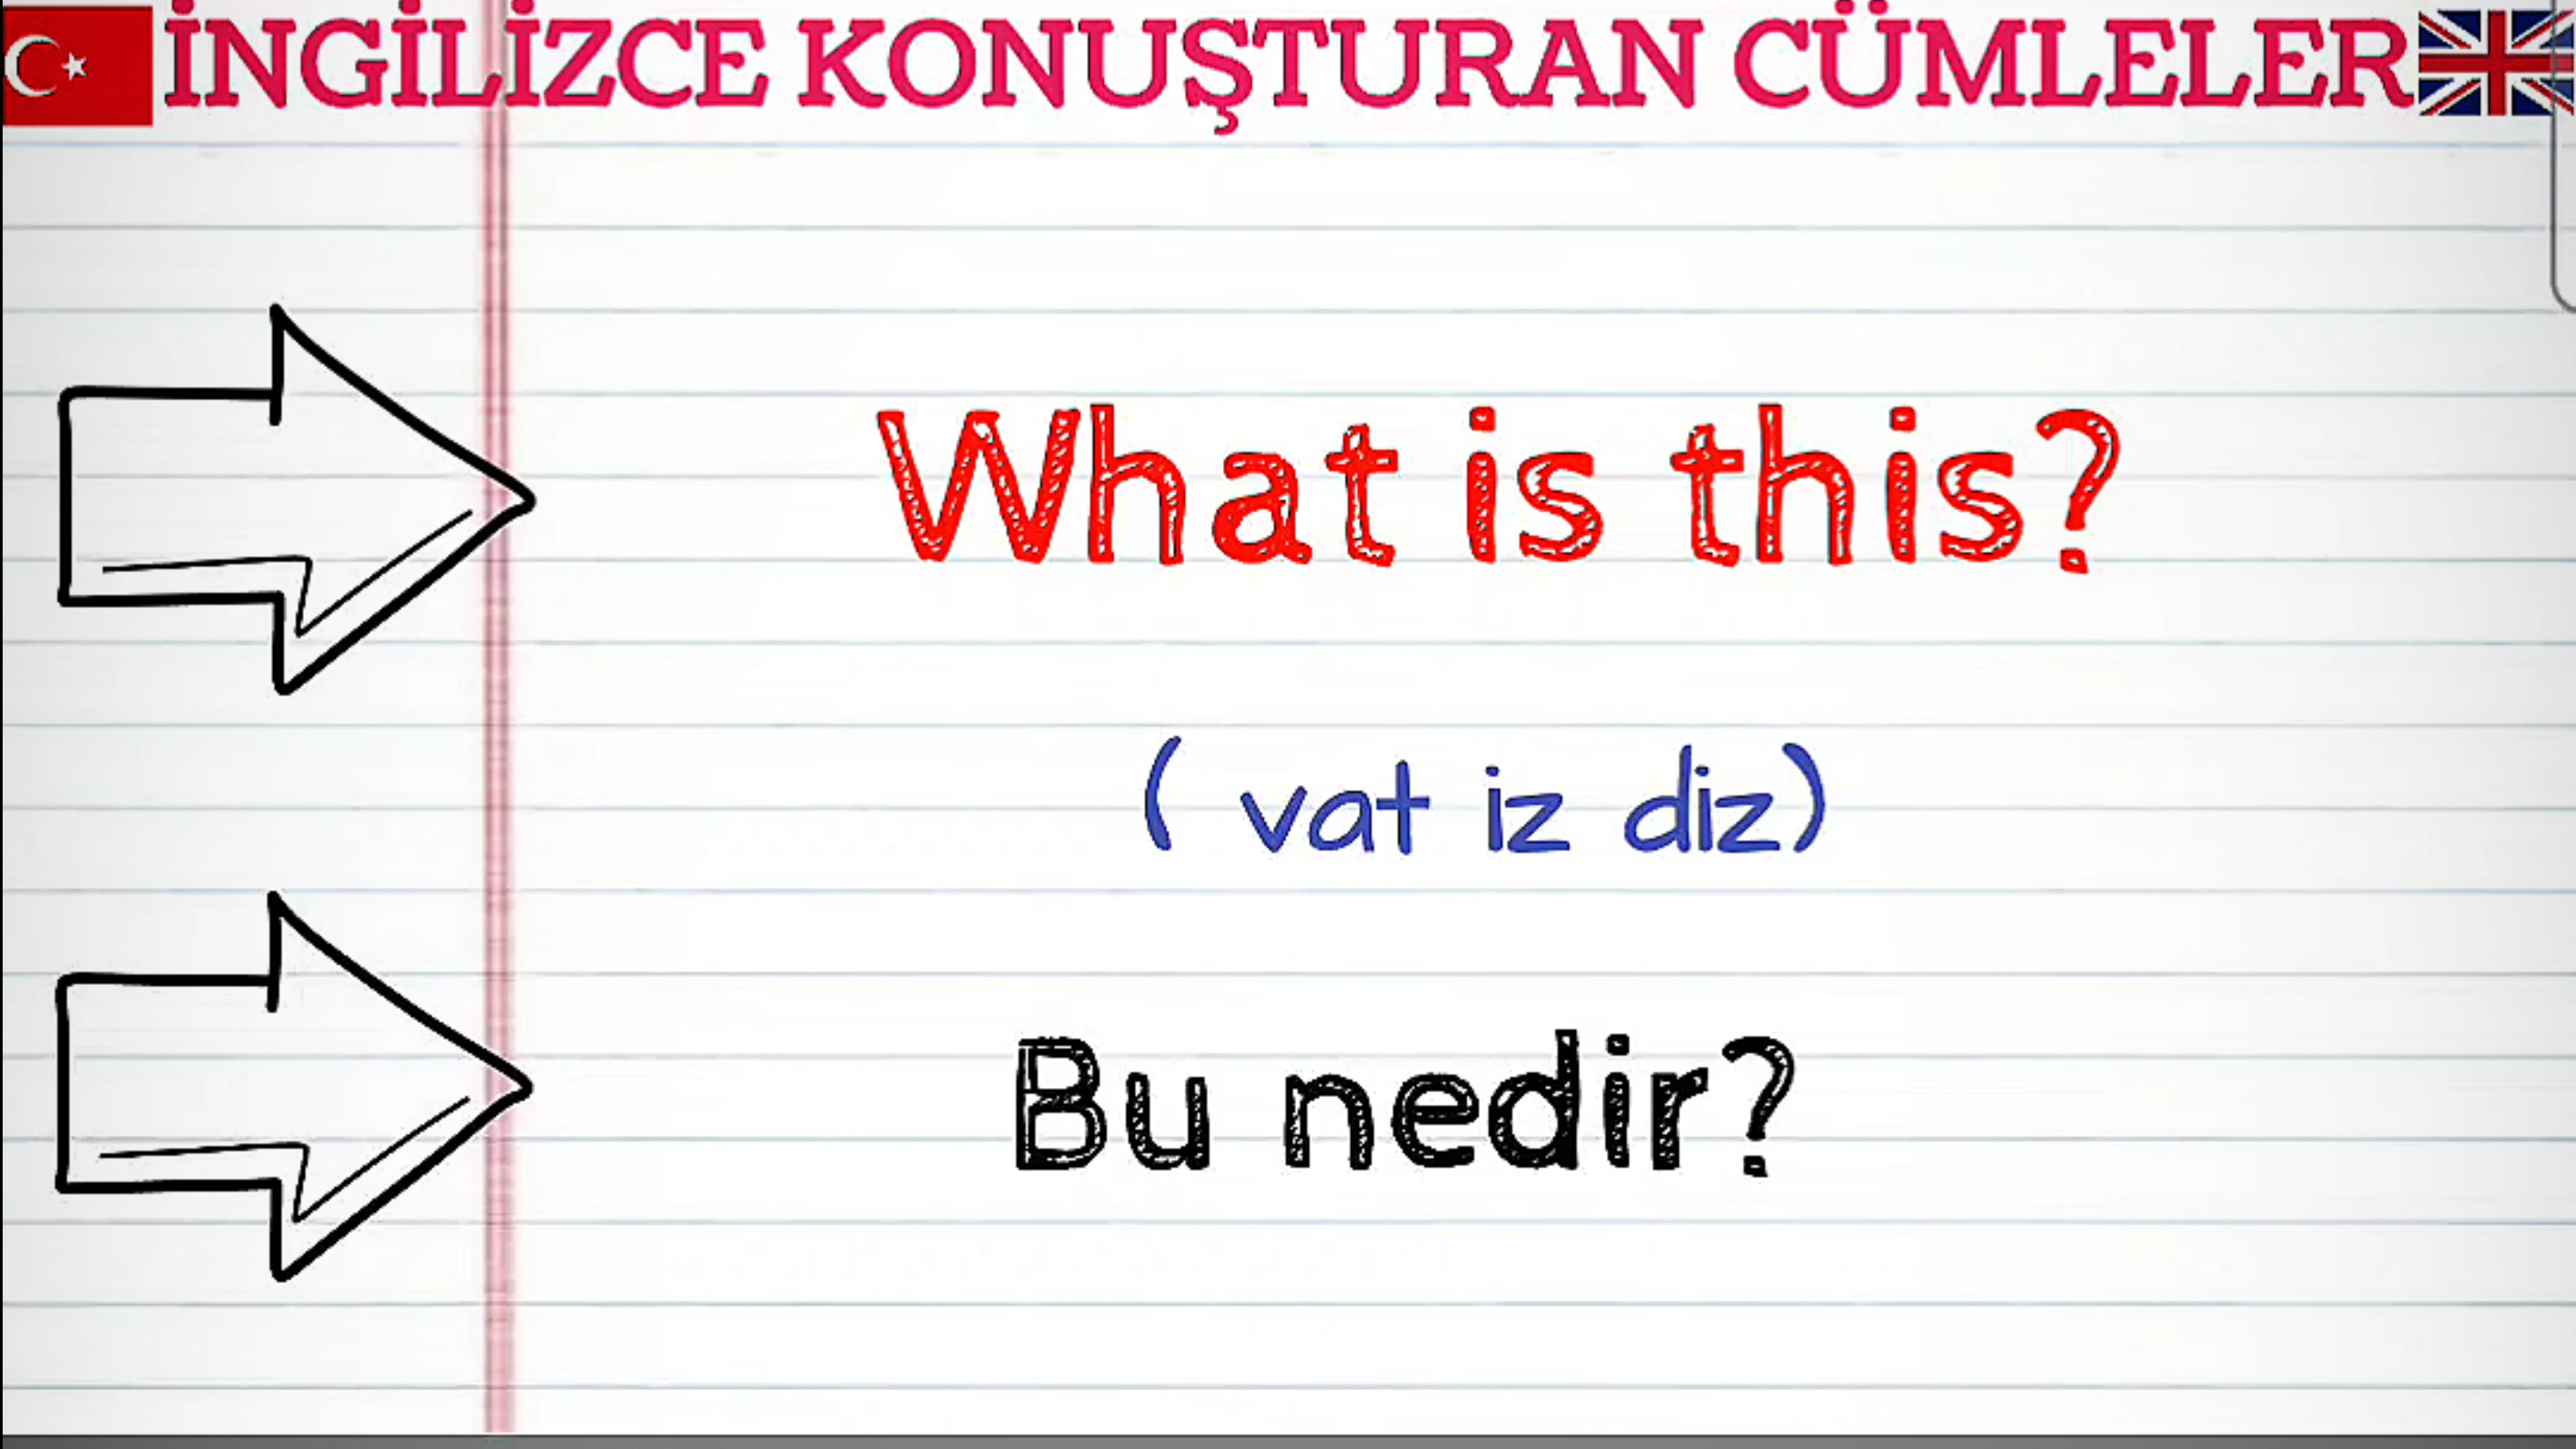 İNGİLİZCE KONUŞTURAN CÜMLELER
What is this?
( vat iz diz)
Bu nedir?